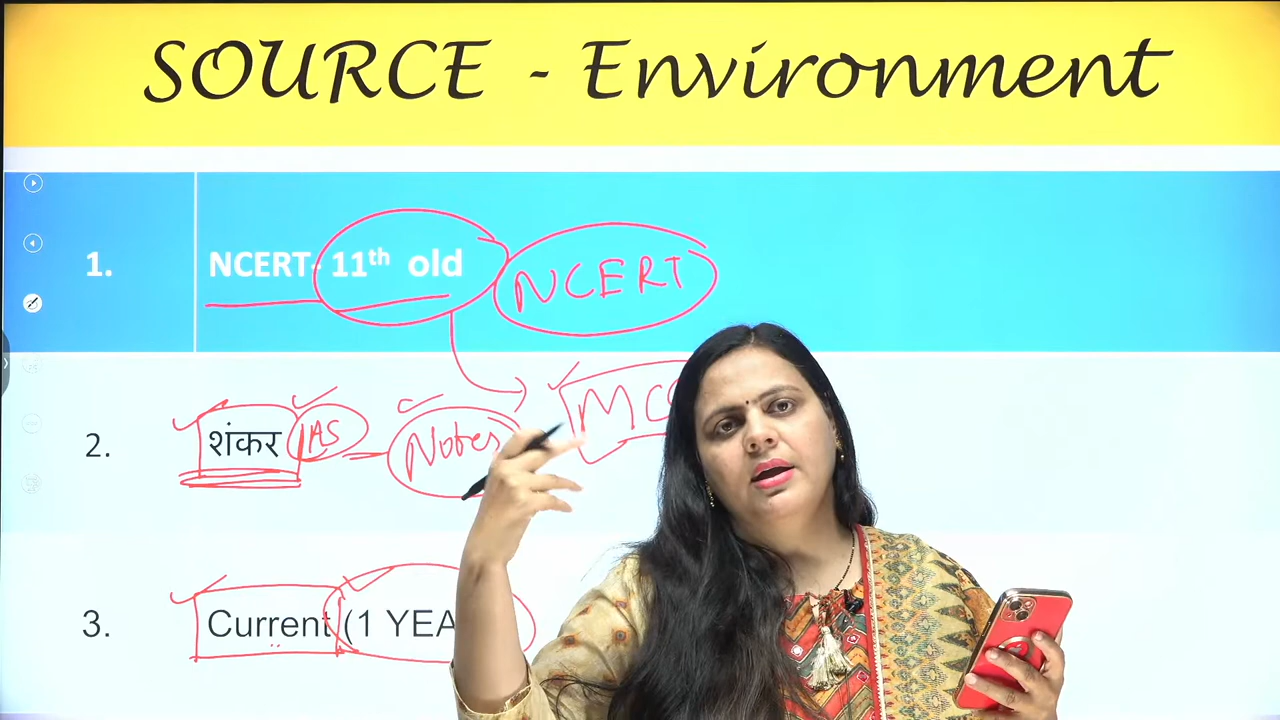 SOURCE - Environment
1. NCERT- 11th old NCERT
2. शंकर IAS - Notes
3. Current (1 YEA